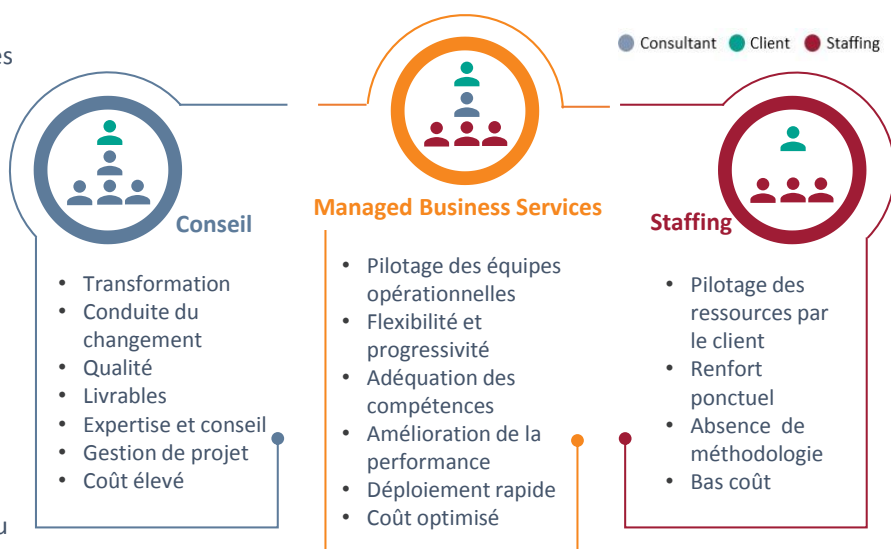 es
Consultant
Client
Staffing
Conseil
• Transformation
• Conduite du
changement
• Qualité
• Livrables
• Expertise et conseil
• Gestion de projet
• Coût élevé
Managed Business Services
• Pilotage des équipes
opérationnelles
• Flexibilité et
progressivité
• Adéquation des
compétences
• Amélioration de la
performance
• Déploiement rapide
• Coût optimisé
Staffing
• Pilotage des
ressources par
le client
• Renfort
ponctuel
• Absence de
méthodologie
• Bas coût
u